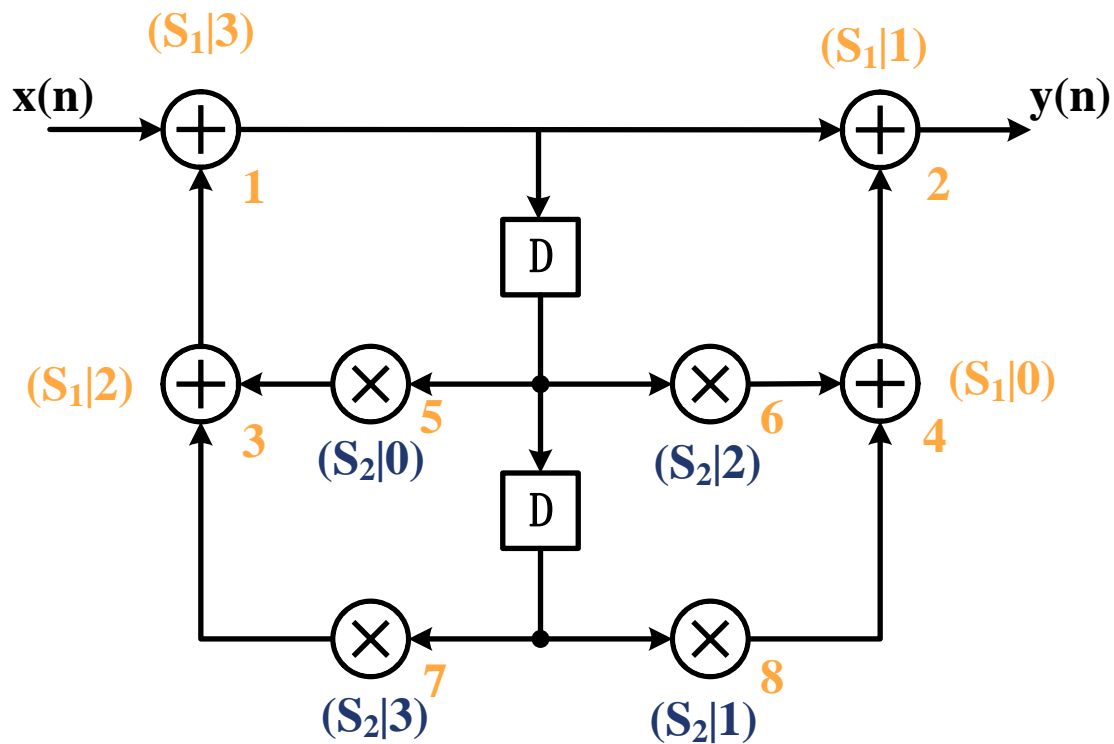 (S₁|3)
(S₁|1)
x(n)
y(n)
1
2
D
(S₁|2)
(S₁|0)
3
5
6
4
(S₂|0)
(S₂|2)
D
7
8
(S₂|3)
(S₂|1)